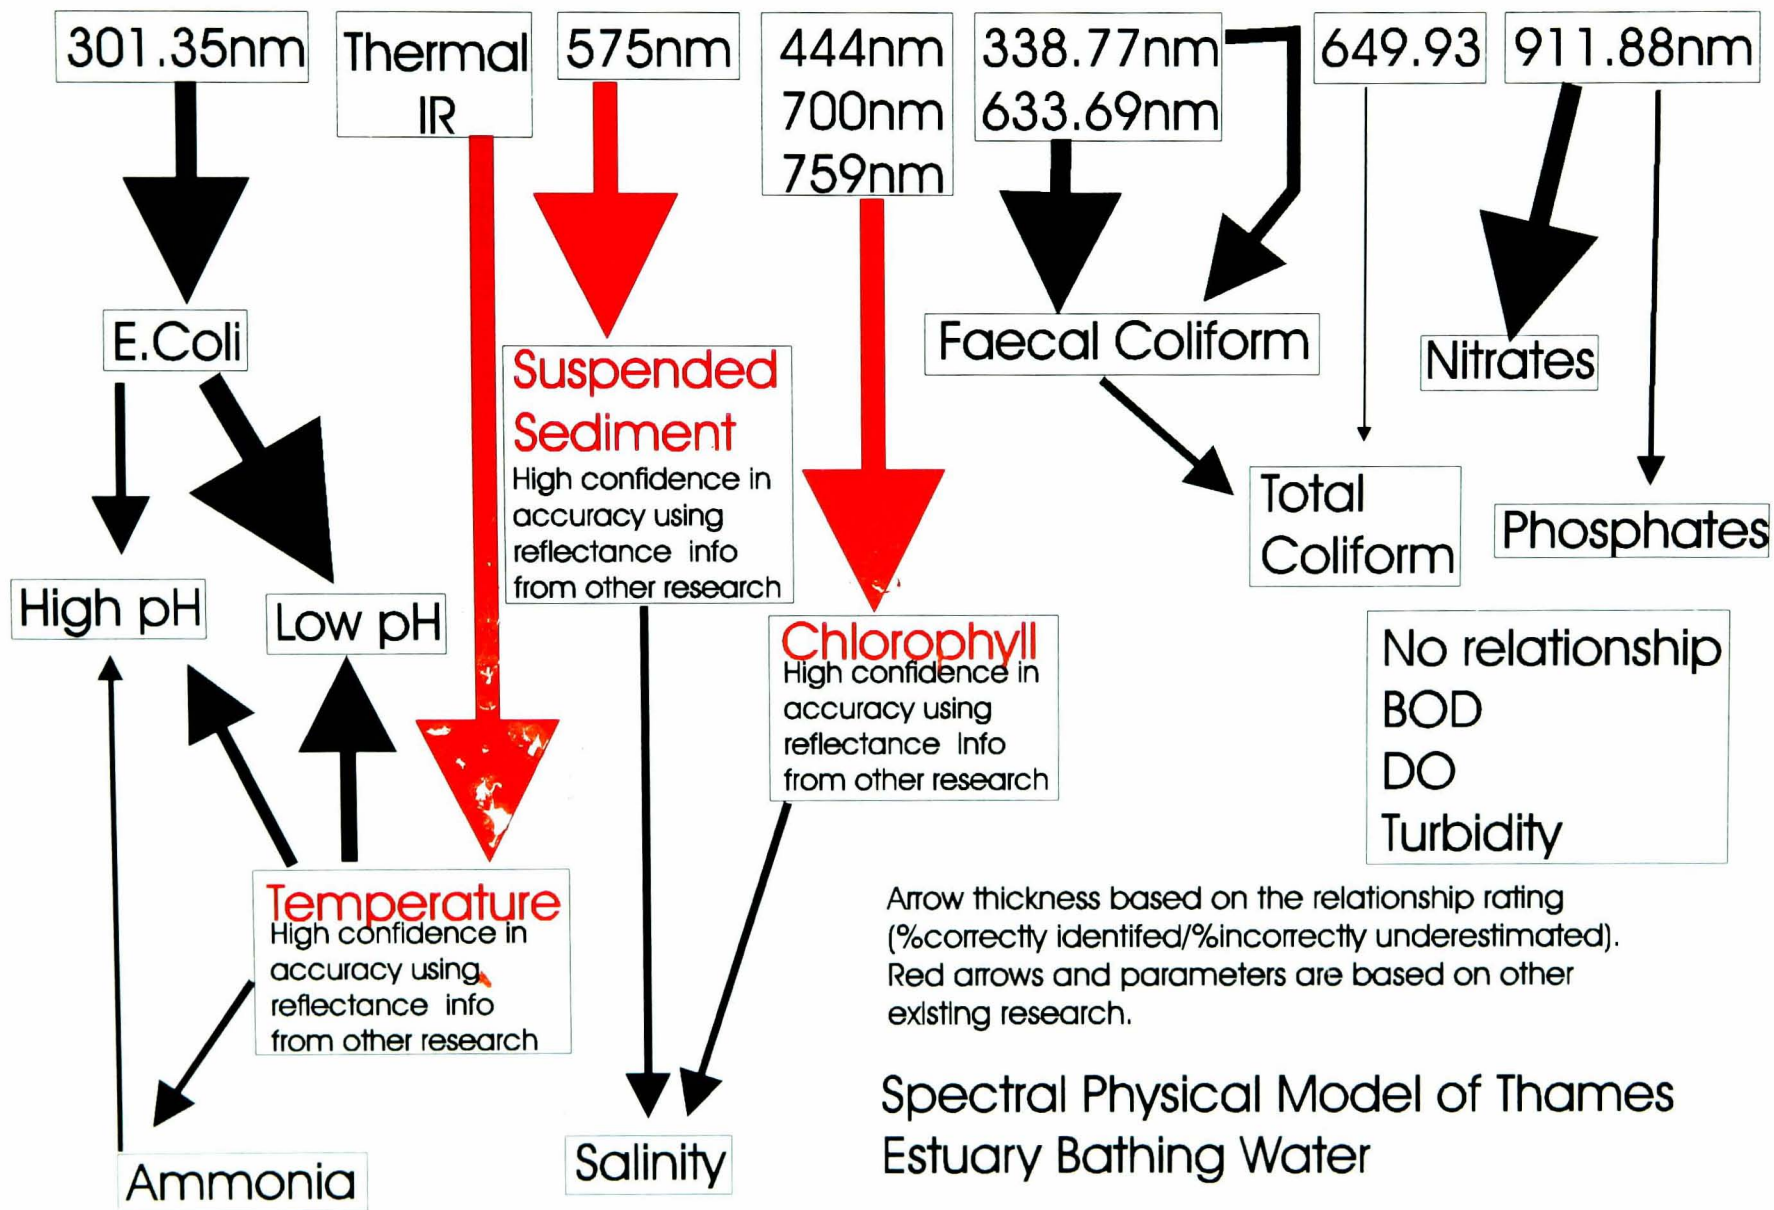 301.35nm
Thermal
IR
575nm
444nm
700nm
759nm
338.77nm
633.69nm
649.93
911.88nm
E.Coli
Suspended
Sediment
High confidence in
accuracy using
reflectance info
from other research
Faecal Coliform
Nitrates
Total
Coliform
Phosphates
High pH
Low pH
Chlorophyll
High confidence in
accuracy using
reflectance info
from other research
No relationship
BOD
DO
Turbidity
Temperature
High confidence in
accuracy using
reflectance info
from other research
Arrow thickness based on the relationship rating
(%correctly identifed/%incorrectly underestimated).
Red arrows and parameters are based on other
existing research.
Ammonia
Salinity
Spectral Physical Model of Thames
Estuary Bathing Water